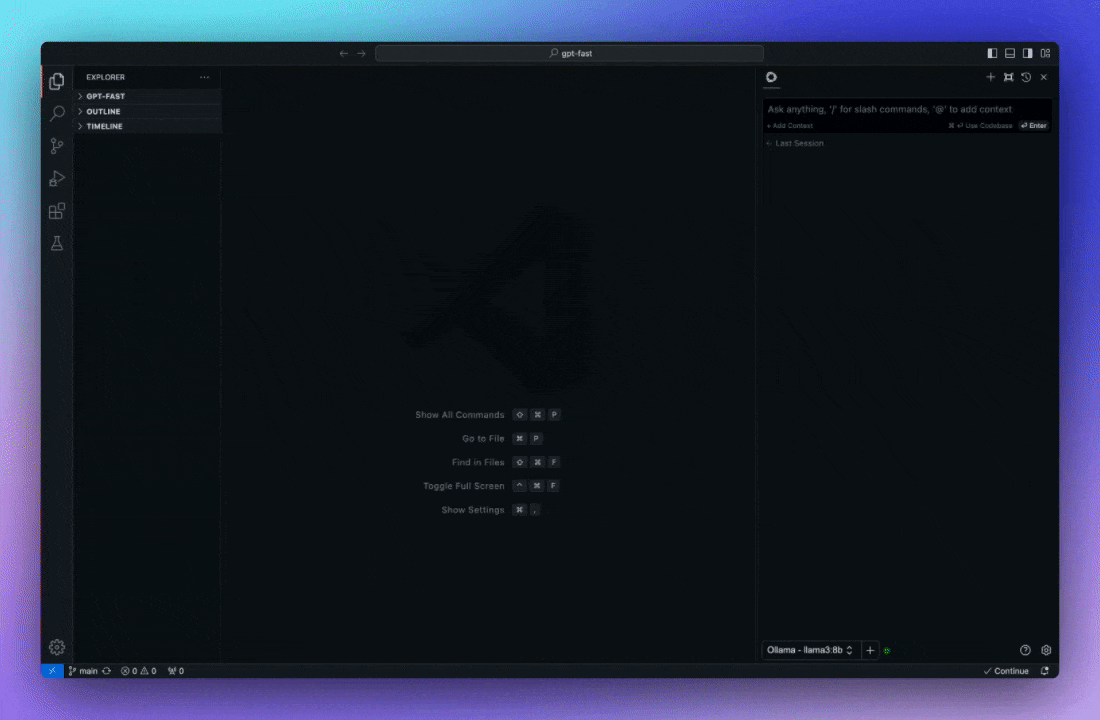 gpt-fast
EXPLORER
GPT-FAST
OUTLINE
TIMELINE
Ask anything, '/' for slash commands, '@' to add context
+ Add Context
⌘ ⏎ Use Codebase
⏎ Enter
Last Session
Show All Commands ⇧ ⌘ P
Go to File ⌘ P
Find in Files ⇧ ⌘ F
Toggle Full Screen ^ ⌘ F
Show Settings ⌘ ,
Ollama - llama3:8b
main
0
0
0
Continue